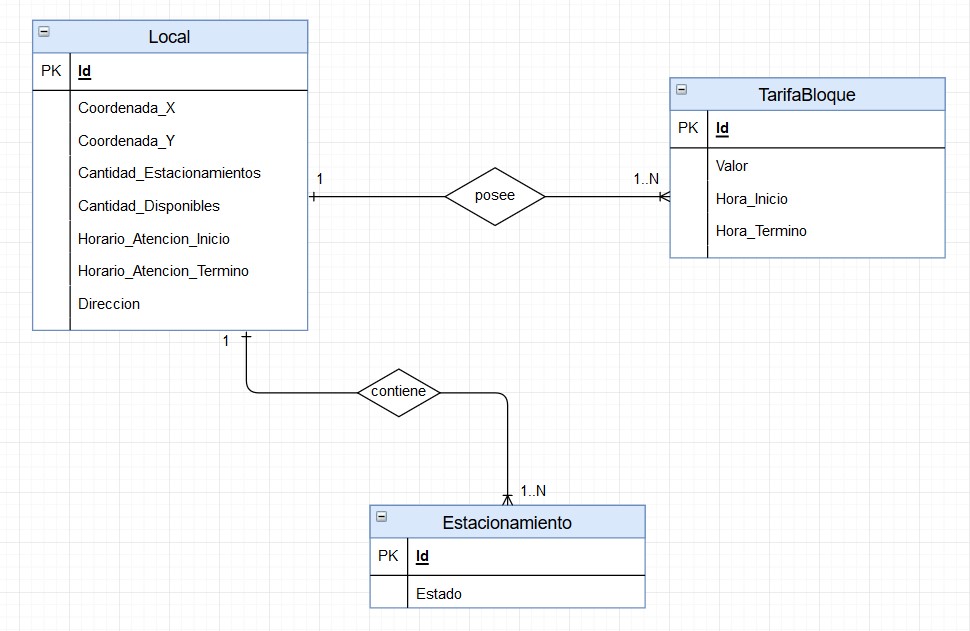 Local
PK Id
Coordenada_X
Coordenada_Y
Cantidad_Estacionamientos
Cantidad_Disponibles
Horario_Atencion_Inicio
Horario_Atencion_Termino
Direccion
1
posee
1..N
TarifaBloque
PK Id
Valor
Hora_Inicio
Hora_Termino
1
contiene
1..N
Estacionamiento
PK Id
Estado